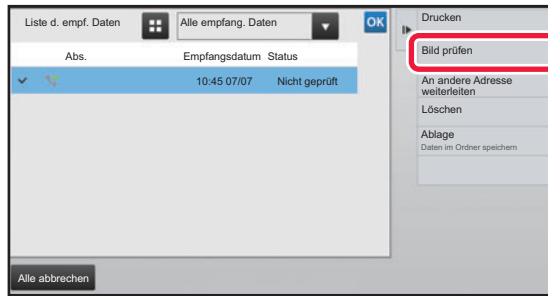 Liste d. empf. Daten
Alle empfang. Daten
OK
Abs.
Empfangsdatum
Status
10:45 07/07
Nicht geprüft
Alle abbrechen
Drucken
Bild prüfen
An andere Adresse
weiterleiten
Löschen
Ablage
Daten im Ordner speichern